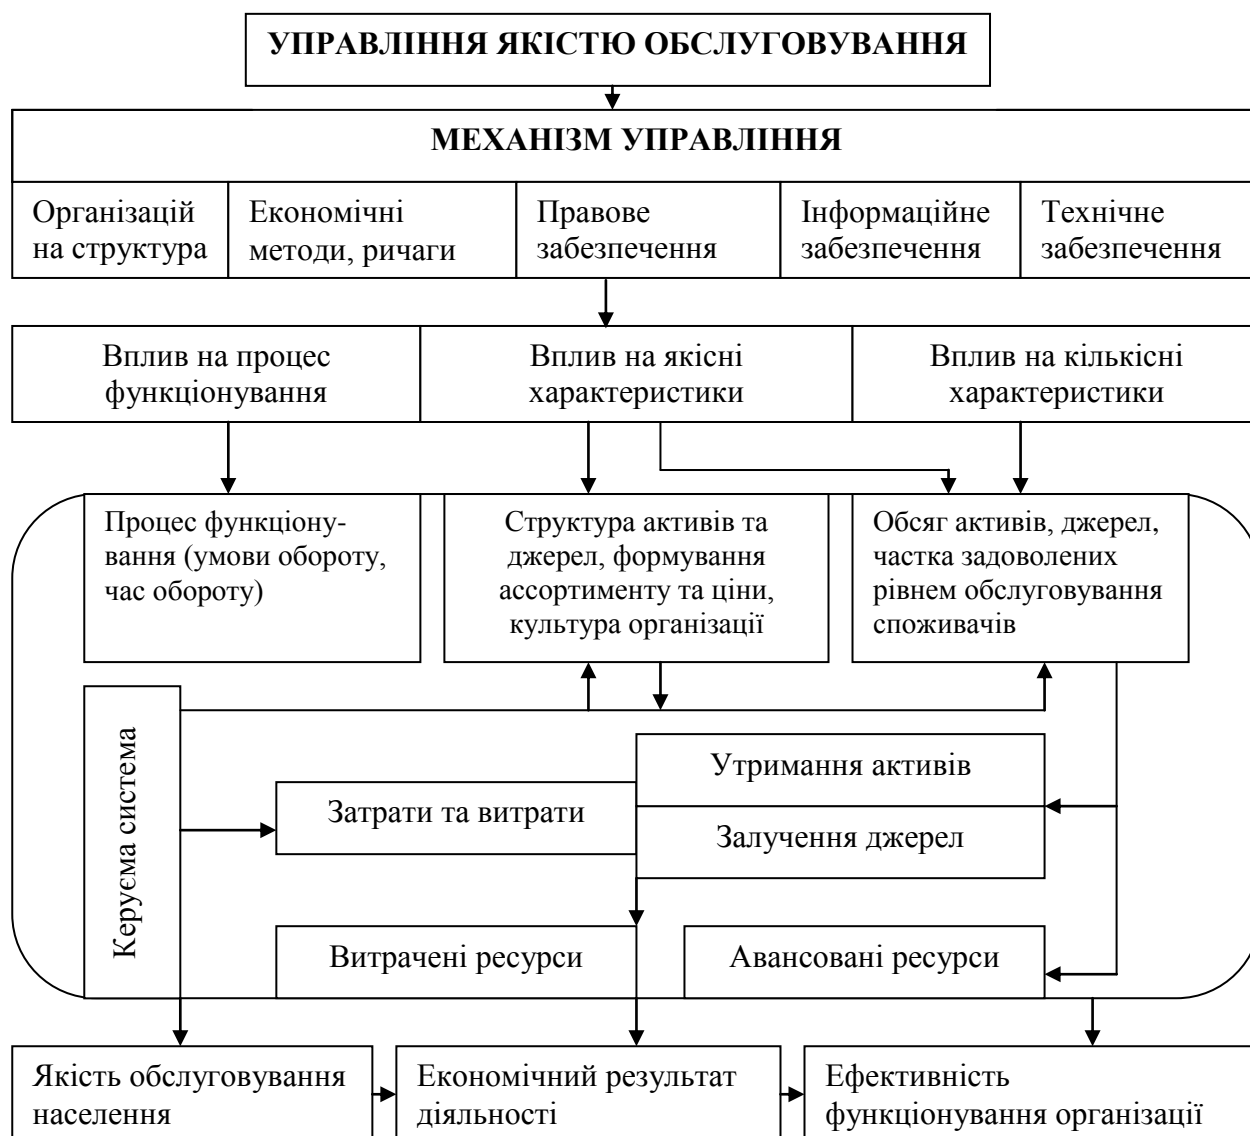 УПРАВЛІННЯ ЯКІСТЮ ОБСЛУГОВУВАННЯ
МЕХАНІЗМ УПРАВЛІННЯ
Організацій
на структура
Економічні
методи, ричаги
Правове
забезпечення
Інформаційне
забезпечення
Технічне
забезпечення
Вплив на процес
функціонування
Вплив на якісні
характеристики
Вплив на кількісні
характеристики
Процес функціону-
вання (умови обороту,
час обороту)
Структура активів та
джерел, формування
ассортименту та ціни,
культура організації
Обсяг активів, джерел,
частка задоволених
рівнем обслуговування
споживачів
Керуєма система
Утримання активів
Затрати та витрати
Залучення джерел
Витрачені ресурси
Авансовані ресурси
Якість обслуговування
населення
Економічний результат
діяльності
Ефективність
функціонування організації